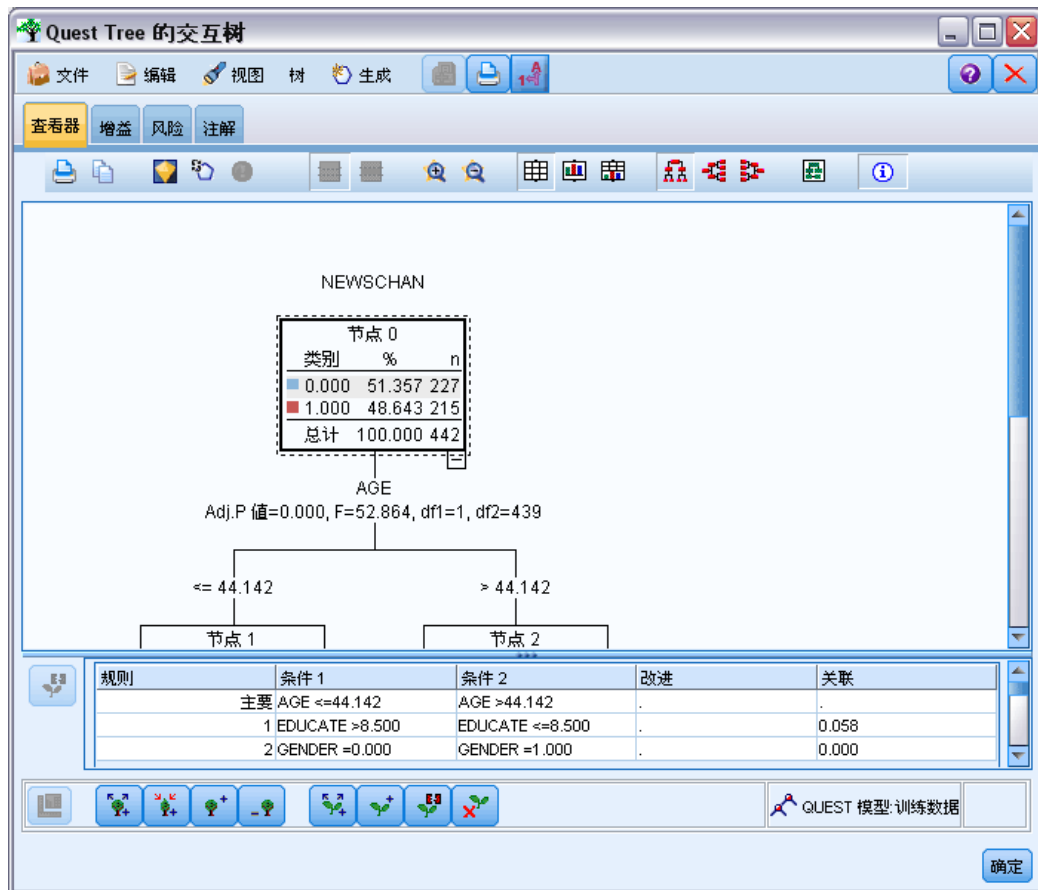 Quest Tree 的交互树
文件 编辑 视图 树 生成
查看器 增益 风险 注解
NEWSCHAN
节点 0
类别 % n
0.000 51.357 227
1.000 48.643 215
总计 100.000 442
AGE
Adj.P 值=0.000, F=52.864, df1=1, df2=439
<= 44.142 > 44.142
节点 1 节点 2
规则 条件 1 条件 2 改进 关联
主要 AGE <=44.142 AGE >44.142 . .
1 EDUCATE >8.500 EDUCATE <=8.500 . 0.058
2 GENDER =0.000 GENDER =1.000 . 0.000
QUEST 模型:训练数据
确定